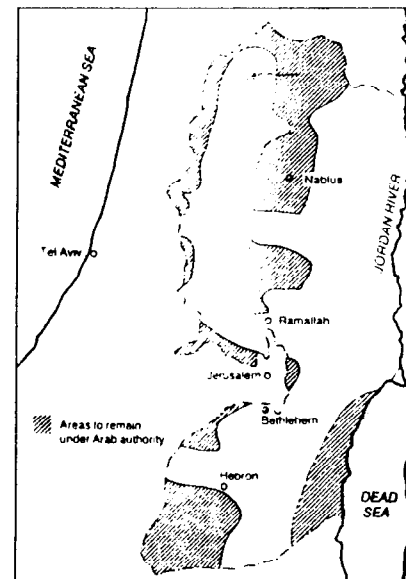 MEDITERRANEAN SEA
Nablus
Tel Aviv
JORDAN RIVER
Ramallah
Jerusalem
Areas to remain
under Arab authority
Bethlehem
Hebron
DEAD
SEA